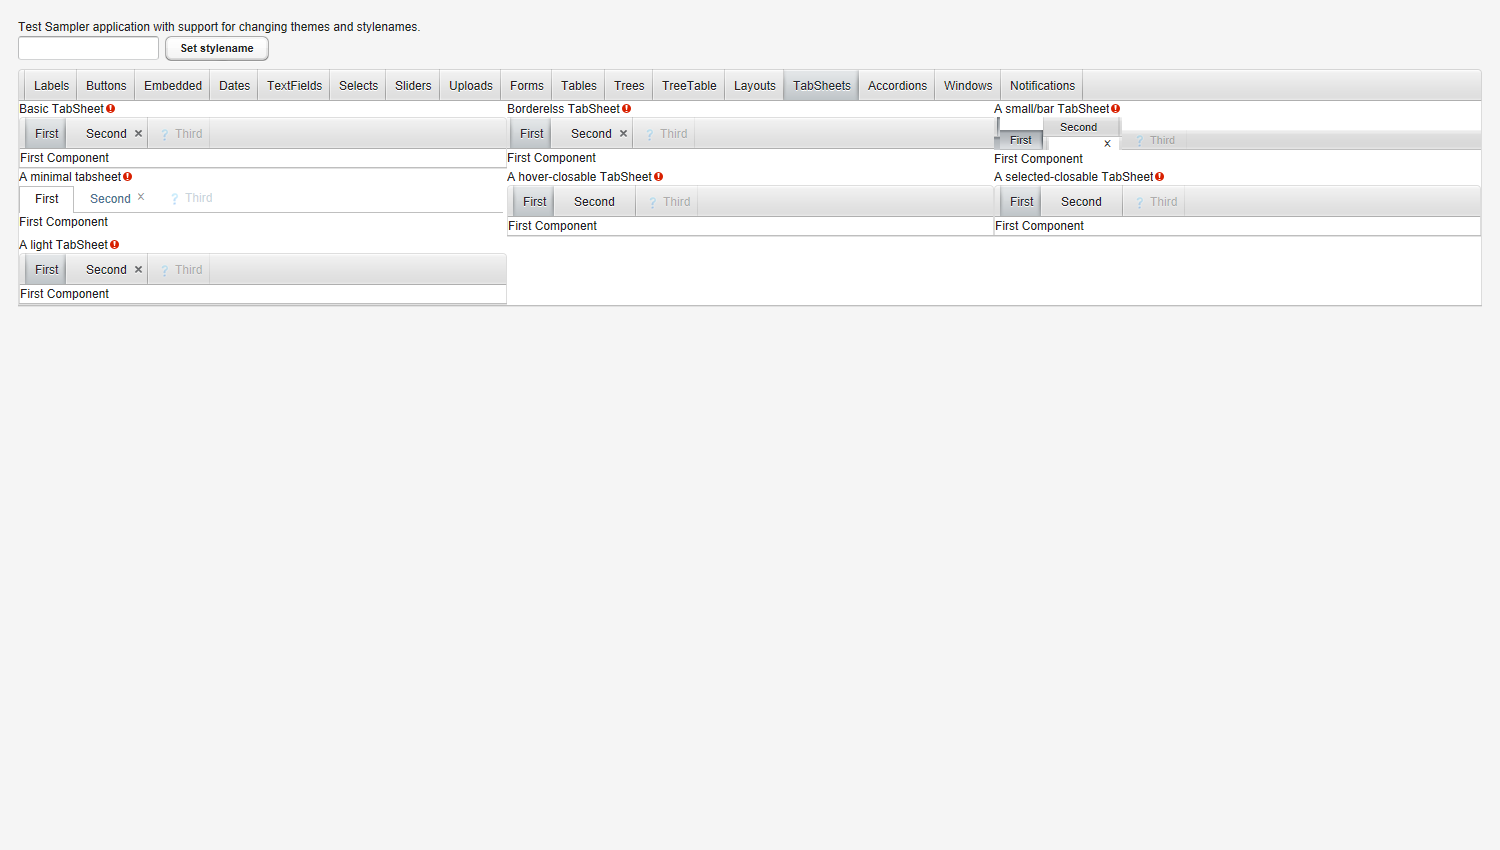 Test Sampler application with support for changing themes and stylenames.
Set stylename
Labels Buttons Embedded Dates TextFields Selects Sliders Uploads Forms Tables Trees TreeTable Layouts TabSheets Accordions Windows Notifications
Basic TabSheet
First Second Third
First Component
Borderelss TabSheet
First Second Third
First Component
A small/bar TabSheet
First Second Third
First Component
A minimal tabsheet
First Second Third
First Component
A hover-closable TabSheet
First Second Third
First Component
A selected-closable TabSheet
First Second Third
First Component
A light TabSheet
First Second Third
First Component